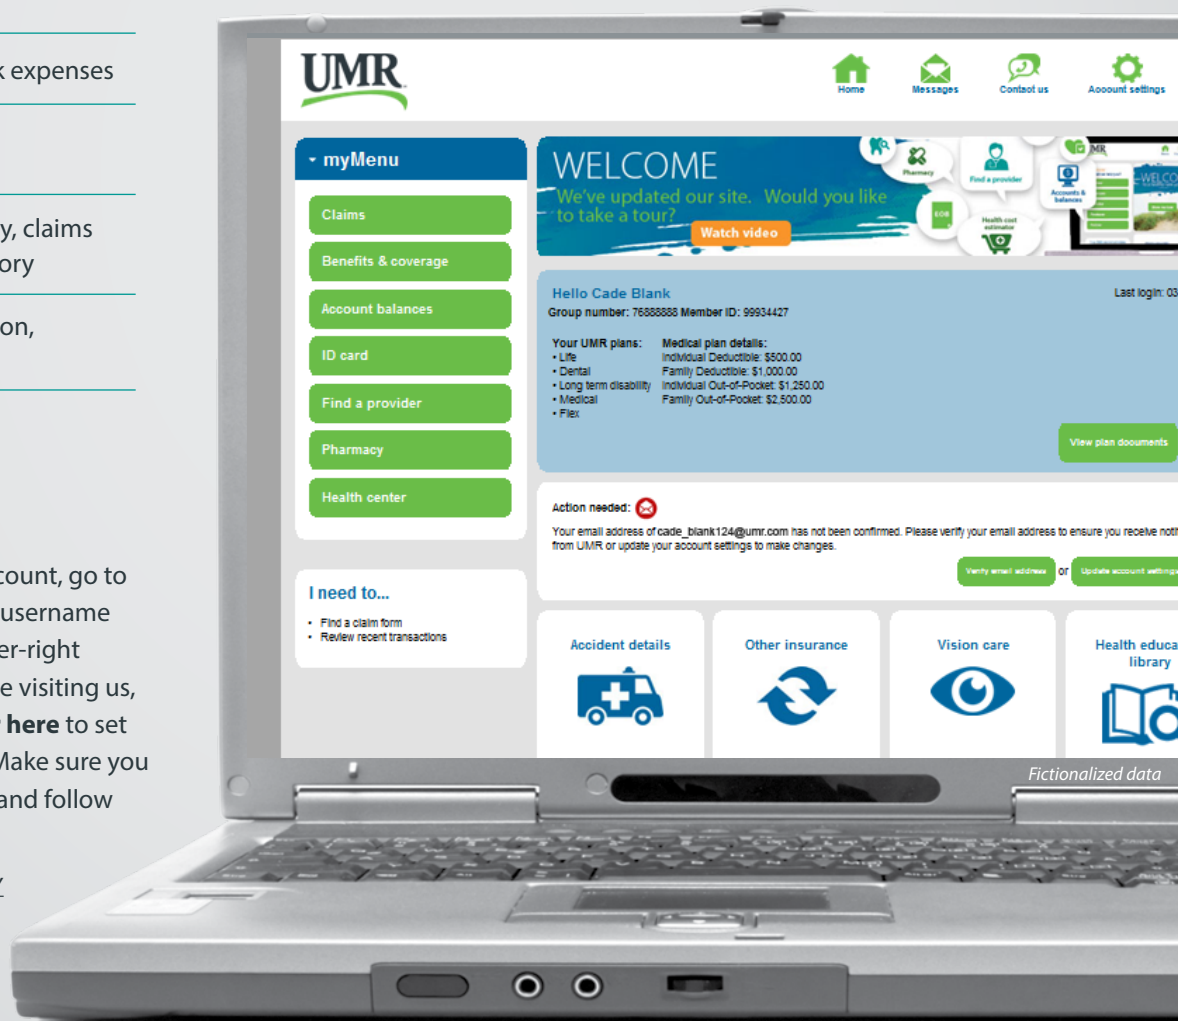 k expenses
y, claims
ory
on,
count, go to
username
er-right
e visiting us,
here to set
Make sure you
and follow
UMR
Home
Messages
Contact us
Account settings
myMenu
Claims
Benefits & coverage
Account balances
ID card
Find a provider
Pharmacy
Health center
I need to...
• Find a claim form
• Review recent transactions
WELCOME
We've updated our site. Would you like
to take a tour?
Watch video
Pharmacy
Find a provider
Accounts &
balances
EOB
Health cost
estimator
Hello Cade Blank
Last login: 03
Group number: 76888888 Member ID: 99934427
Your UMR plans:
• Life
• Dental
• Long term disability
• Medical
• Flex
Medical plan details:
Individual Deductible: $500.00
Family Deductible: $1,000.00
Individual Out-of-Pocket: $1,250.00
Family Out-of-Pocket: $2,500.00
View plan documents
Action needed:
Your email address of cade_blank124@umr.com has not been confirmed. Please verify your email address to ensure you receive noti
from UMR or update your account settings to make changes.
Verify email address or Update account settings
Accident details
Other insurance
Vision care
Health educa
library
Fictionalized data